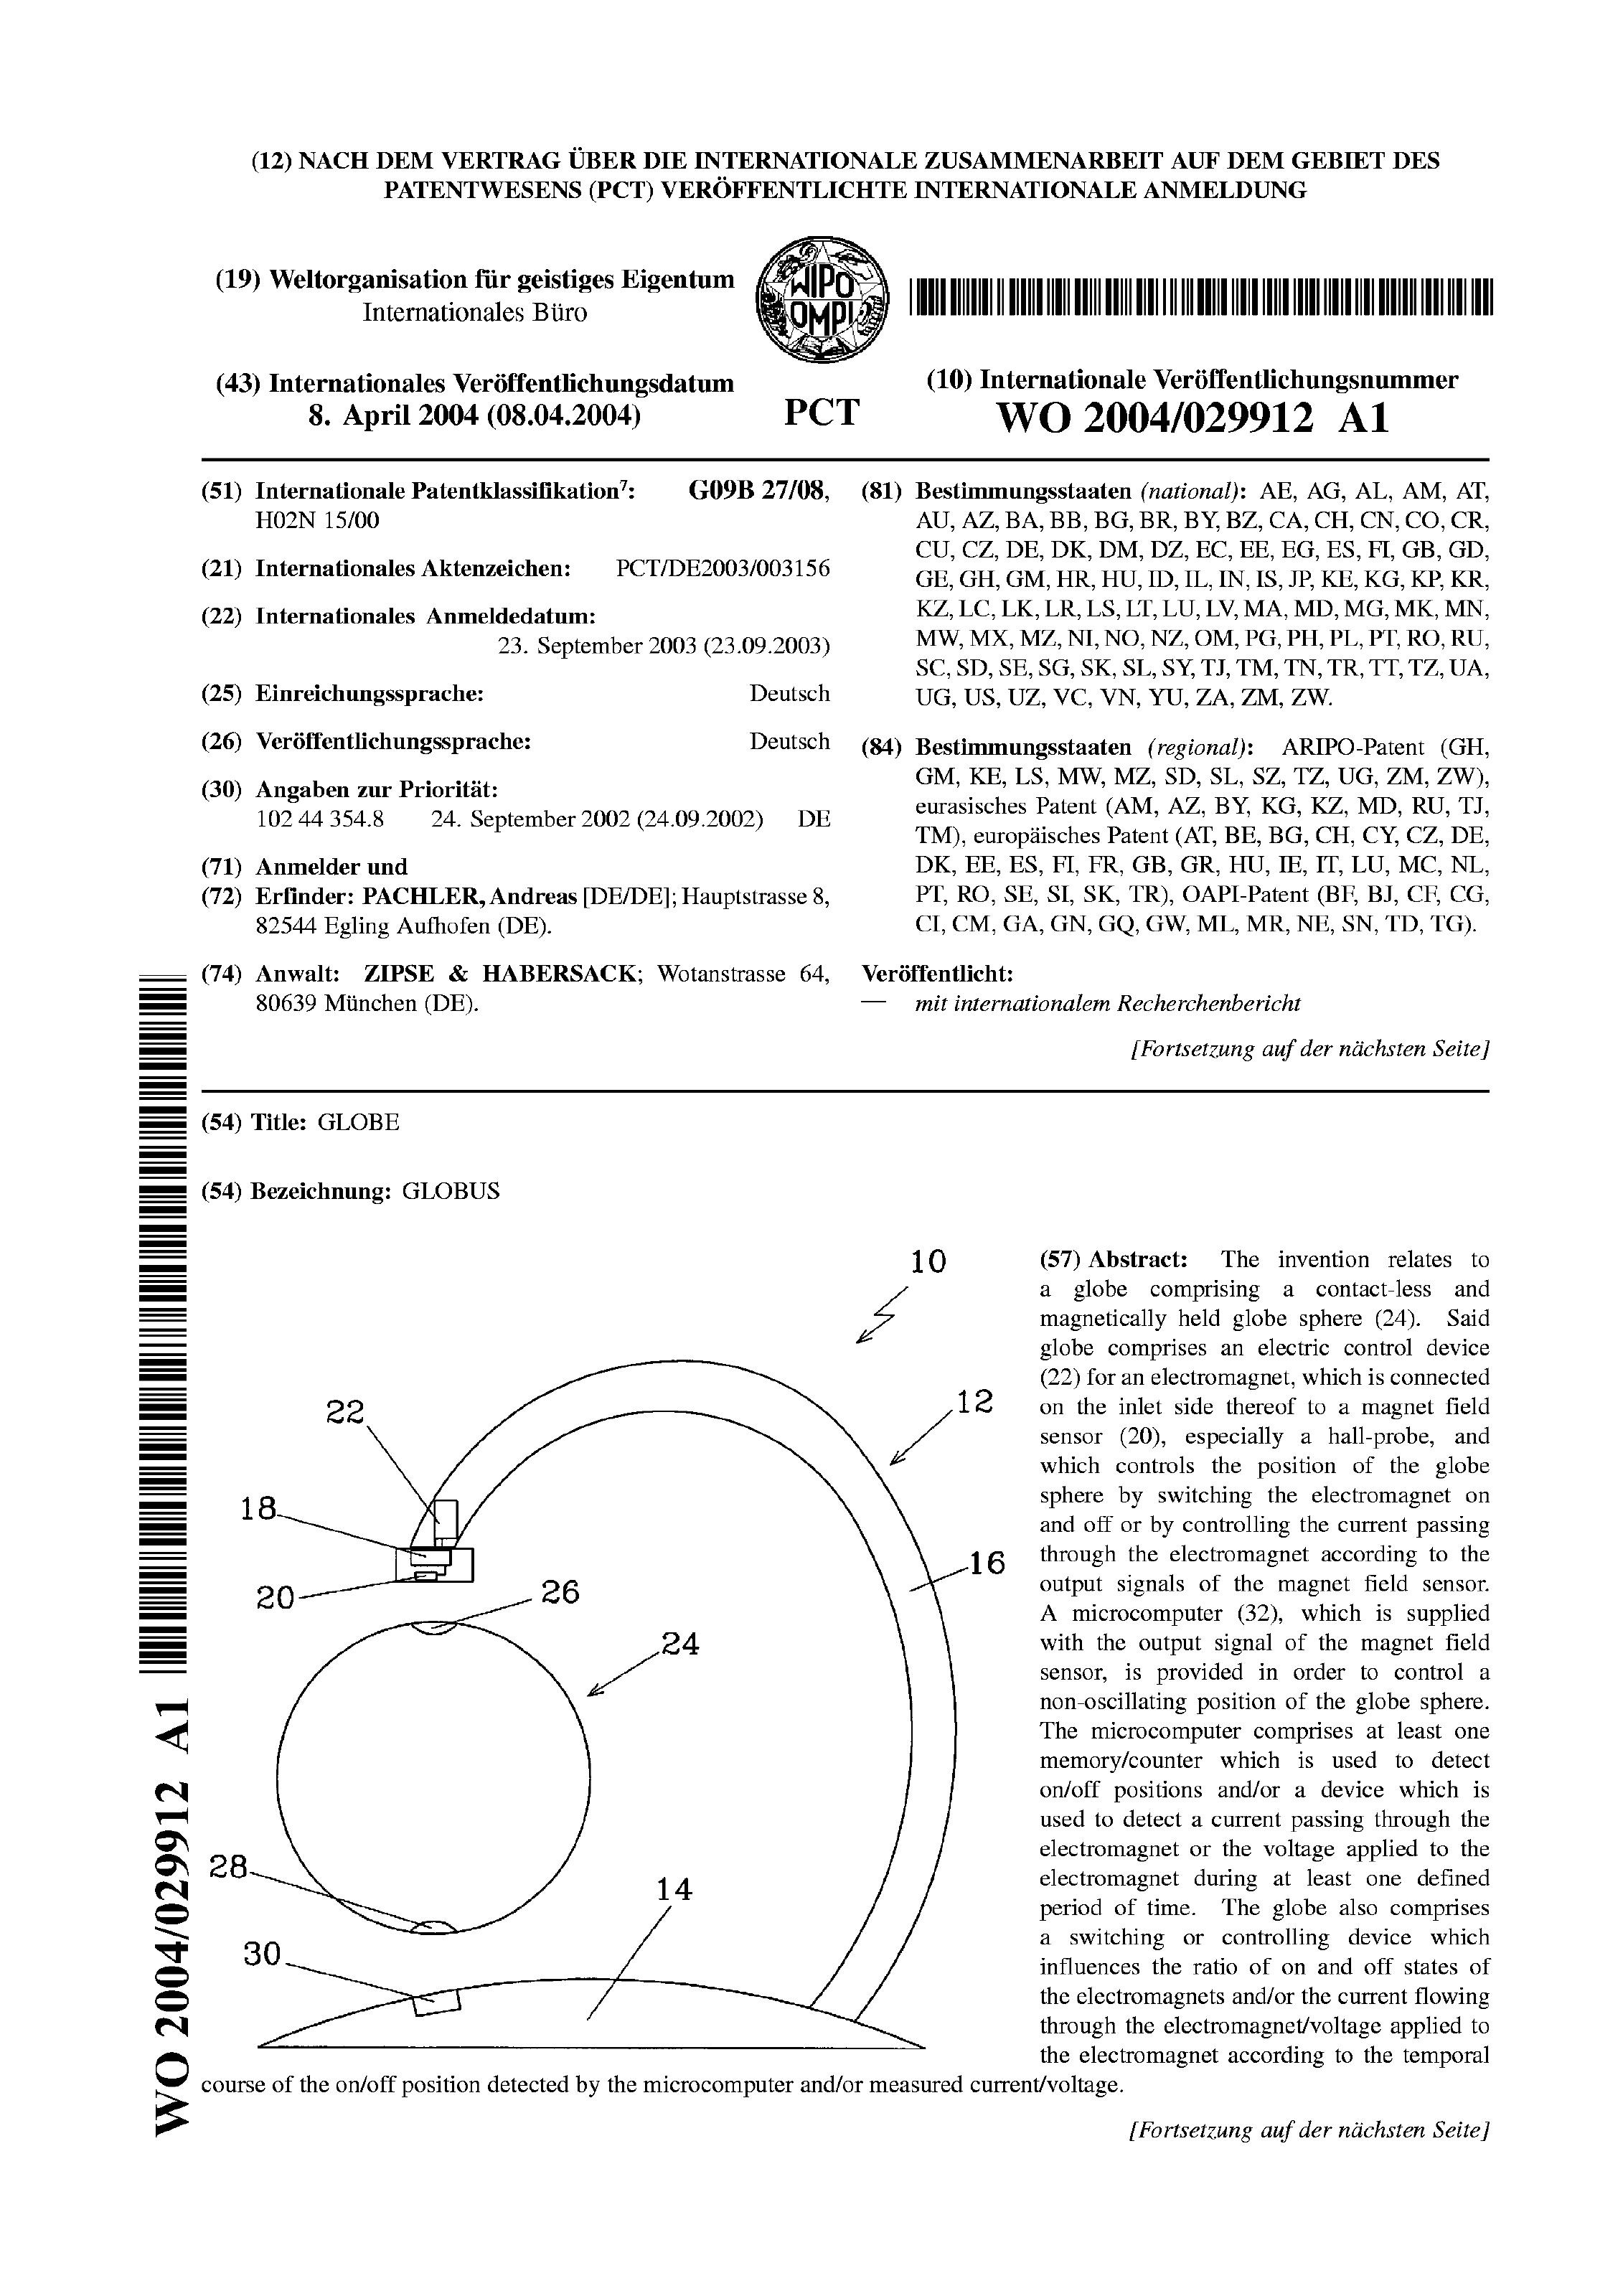 (12) NACH DEM VERTRAG ÜBER DIE INTERNATIONALE ZUSAMMENARBEIT AUF DEM GEBIET DES
PATENTWESENS (PCT) VERÖFFENTLICHTE INTERNATIONALE ANMELDUNG
(19) Weltorganisation für geistiges Eigentum
Internationales Büro
WIPO
OMPI
(43) Internationales Veröffentlichungsdatum
8. April 2004 (08.04.2004)
PCT
(10) Internationale Veröffentlichungsnummer
WO 2004/029912 A1
(51) Internationale Patentklassifikation7: G09B 27/08,
H02N 15/00
(21) Internationales Aktenzeichen: PCT/DE2003/003156
(22) Internationales Anmeldedatum:
23. September 2003 (23.09.2003)
(25) Einreichungssprache: Deutsch
(26) Veröffentlichungssprache: Deutsch
(30) Angaben zur Priorität:
102 44 354.8 24. September 2002 (24.09.2002) DE
(71) Anmelder und
(72) Erfinder: PACHLER, Andreas [DE/DE]; Hauptstrasse 8,
82544 Egling Aufhofen (DE).
(74) Anwalt: ZIPSE & HABERSACK; Wotanstrasse 64,
80639 München (DE).
(81) Bestimmungsstaaten (national): AE, AG, AL, AM, AT,
AU, AZ, BA, BB, BG, BR, BY, BZ, CA, CH, CN, CO, CR,
CU, CZ, DE, DK, DM, DZ, EC, EE, EG, ES, FI, GB, GD,
GE, GH, GM, HR, HU, ID, IL, IN, IS, JP, KE, KG, KP, KR,
KZ, LC, LK, LR, LS, LT, LU, LV, MA, MD, MG, MK, MN,
MW, MX, MZ, NI, NO, NZ, OM, PG, PH, PL, PT, RO, RU,
SC, SD, SE, SG, SK, SL, SY, TJ, TM, TN, TR, TT, TZ, UA,
UG, US, UZ, VC, VN, YU, ZA, ZM, ZW.
(84) Bestimmungsstaaten (regional): ARIPO-Patent (GH,
GM, KE, LS, MW, MZ, SD, SL, SZ, TZ, UG, ZM, ZW),
eurasisches Patent (AM, AZ, BY, KG, KZ, MD, RU, TJ,
TM), europäisches Patent (AT, BE, BG, CH, CY, CZ, DE,
DK, EE, ES, FI, FR, GB, GR, HU, IE, IT, LU, MC, NL,
PT, RO, SE, SI, SK, TR), OAPI-Patent (BF, BJ, CF, CG,
CI, CM, GA, GN, GQ, GW, ML, MR, NE, SN, TD, TG).
Veröffentlicht:
— mit internationalem Recherchenbericht
[Fortsetzung auf der nächsten Seite]
(54) Title: GLOBE
(54) Bezeichnung: GLOBUS
10
12
22
18
16
20
26
24
28
14
30
(57) Abstract: The invention relates to
a globe comprising a contact-less and
magnetically held globe sphere (24). Said
globe comprises an electric control device
(22) for an electromagnet, which is connected
on the inlet side thereof to a magnet field
sensor (20), especially a hall-probe, and
which controls the position of the globe
sphere by switching the electromagnet on
and off or by controlling the current passing
through the electromagnet according to the
output signals of the magnet field sensor.
A microcomputer (32), which is supplied
with the output signal of the magnet field
sensor, is provided in order to control a
non-oscillating position of the globe sphere.
The microcomputer comprises at least one
memory/counter which is used to detect
on/off positions and/or a device which is
used to detect a current passing through the
electromagnet or the voltage applied to the
electromagnet during at least one defined
period of time. The globe also comprises
a switching or controlling device which
influences the ratio of on and off states of
the electromagnets and/or the current flowing
through the electromagnet/voltage applied to
the electromagnet according to the temporal
course of the on/off position detected by the microcomputer and/or measured current/voltage.
[Fortsetzung auf der nächsten Seite]
WO 2004/029912 A1